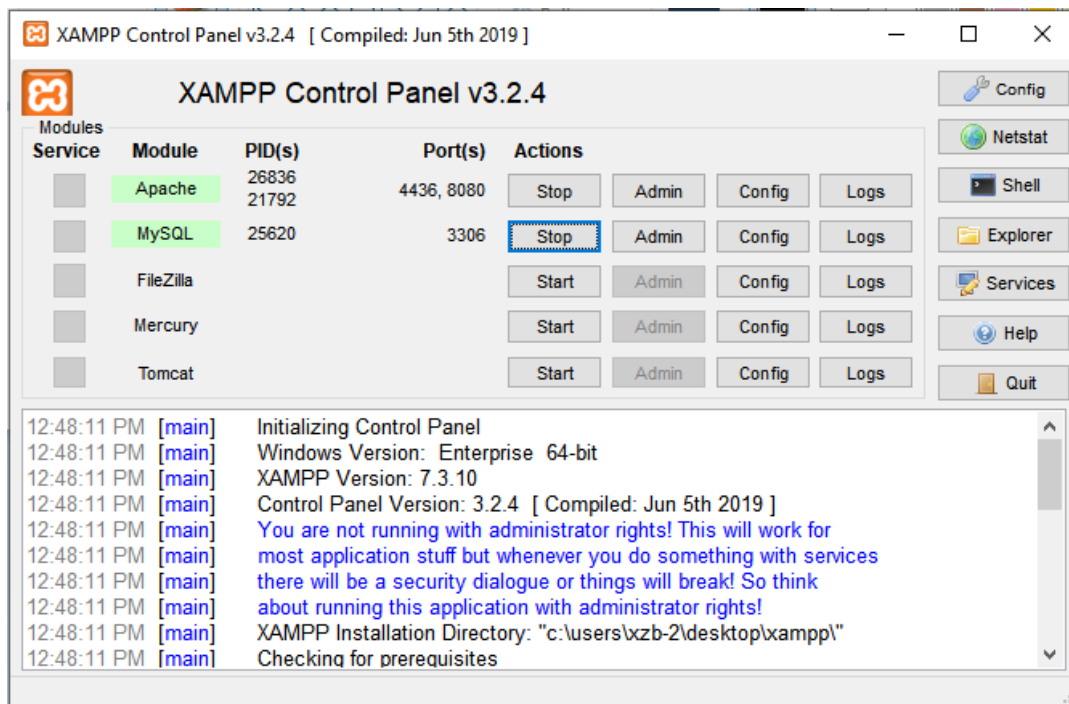 XAMPP Control Panel v3.2.4 [ Compiled: Jun 5th 2019 ]
XAMPP Control Panel v3.2.4
Config
Modules
Service Module PID(s) Port(s) Actions
Netstat
Apache 26836 21792 4436, 8080 Stop Admin Config Logs
Shell
MySQL 25620 3306 Stop Admin Config Logs
Explorer
FileZilla Start Admin Config Logs
Services
Mercury Start Admin Config Logs
Help
Tomcat Start Admin Config Logs
Quit
12:48:11 PM [main] Initializing Control Panel
12:48:11 PM [main] Windows Version: Enterprise 64-bit
12:48:11 PM [main] XAMPP Version: 7.3.10
12:48:11 PM [main] Control Panel Version: 3.2.4 [ Compiled: Jun 5th 2019 ]
12:48:11 PM [main] You are not running with administrator rights! This will work for
12:48:11 PM [main] most application stuff but whenever you do something with services
12:48:11 PM [main] there will be a security dialogue or things will break! So think
12:48:11 PM [main] about running this application with administrator rights!
12:48:11 PM [main] XAMPP Installation Directory: "c:\users\xzb-2\desktop\xampp\"
12:48:11 PM [main] Checking for prerequisites